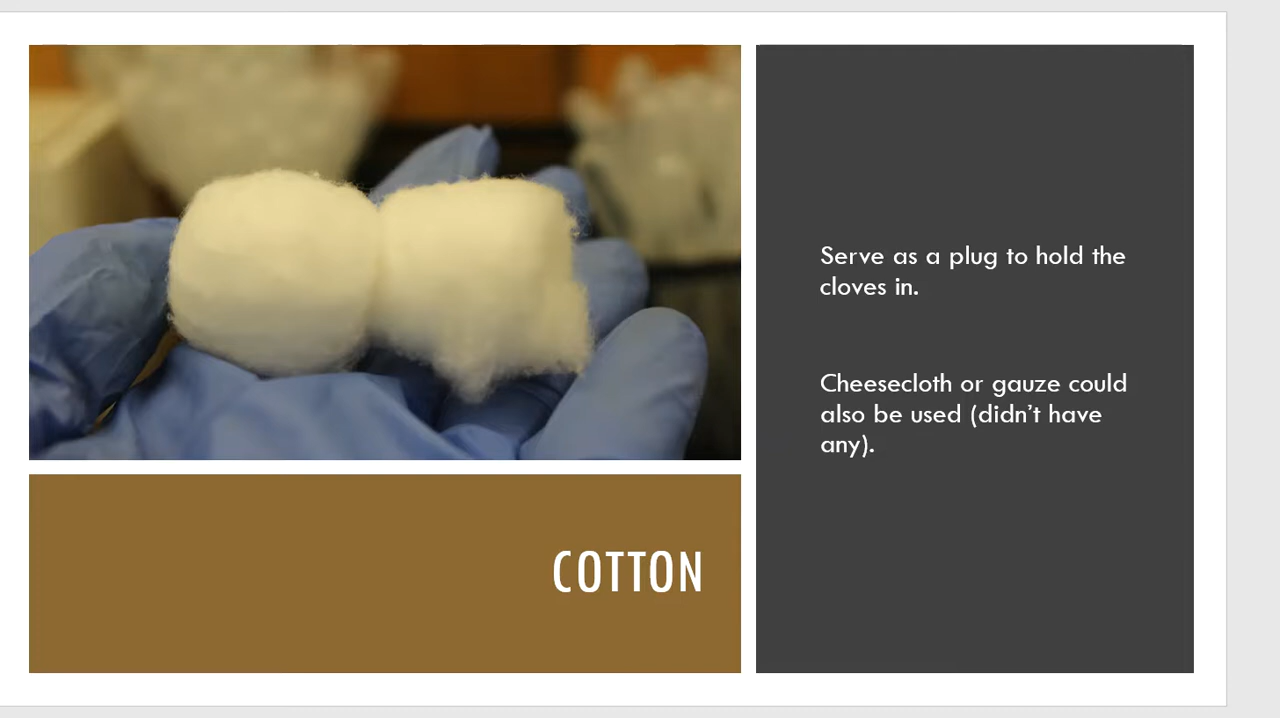 Serve as a plug to hold the
cloves in.
Cheesecloth or gauze could
also be used (didn’t have
any).
COTTON